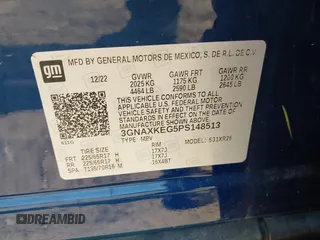 gm
MFD BY GENERAL MOTORS DE MEXICO, S. DE R.L. DE C.V.
12/22 GVWR GAWR FRT GAWR RR
2025 KG 1175 KG 1200 KG
4464 LB 2590 LB 2645 LB
THIS VEHICLE CONFORMS TO ALL APPLICABLE
U.S. FEDERAL MOTOR VEHICLE SAFETY, BUMPER, AND
THEFT PREVENTION STANDARDS IN EFFECT ON THE
DATE OF MANUFACTURE SHOWN ABOVE.
3GNAXKEG5PS148513
TYPE: MPV
TIRE SIZE RIM
FRT 225/65R17 H 17X7J
RR 225/65R17 H 17X7J
SPA T135/70R16 M 16X4BT
DREAMBID